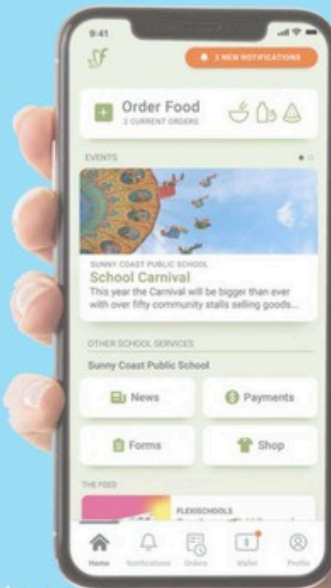 9:41
2 NEW NOTIFICATIONS
Order Food
2 CURRENT ORDERS
EVENTS
SUNNY COAST PUBLIC SCHOOL
School Carnival
This year the Carnival will be bigger than ever
with over fifty community stalls selling goods...
OTHER SCHOOL SERVICES
Sunny Coast Public School
News
Payments
Forms
Shop
THE FEED
FLEXISCHOOLS
Home
Notifications
Orders
Wallet
Profile